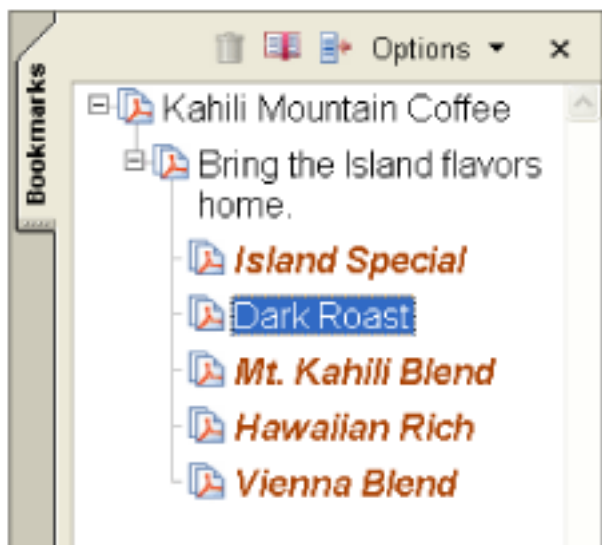 Options
Bookmarks
Kahili Mountain Coffee
Bring the Island flavors
home.
Island Special
Dark Roast
Mt. Kahili Blend
Hawaiian Rich
Vienna Blend